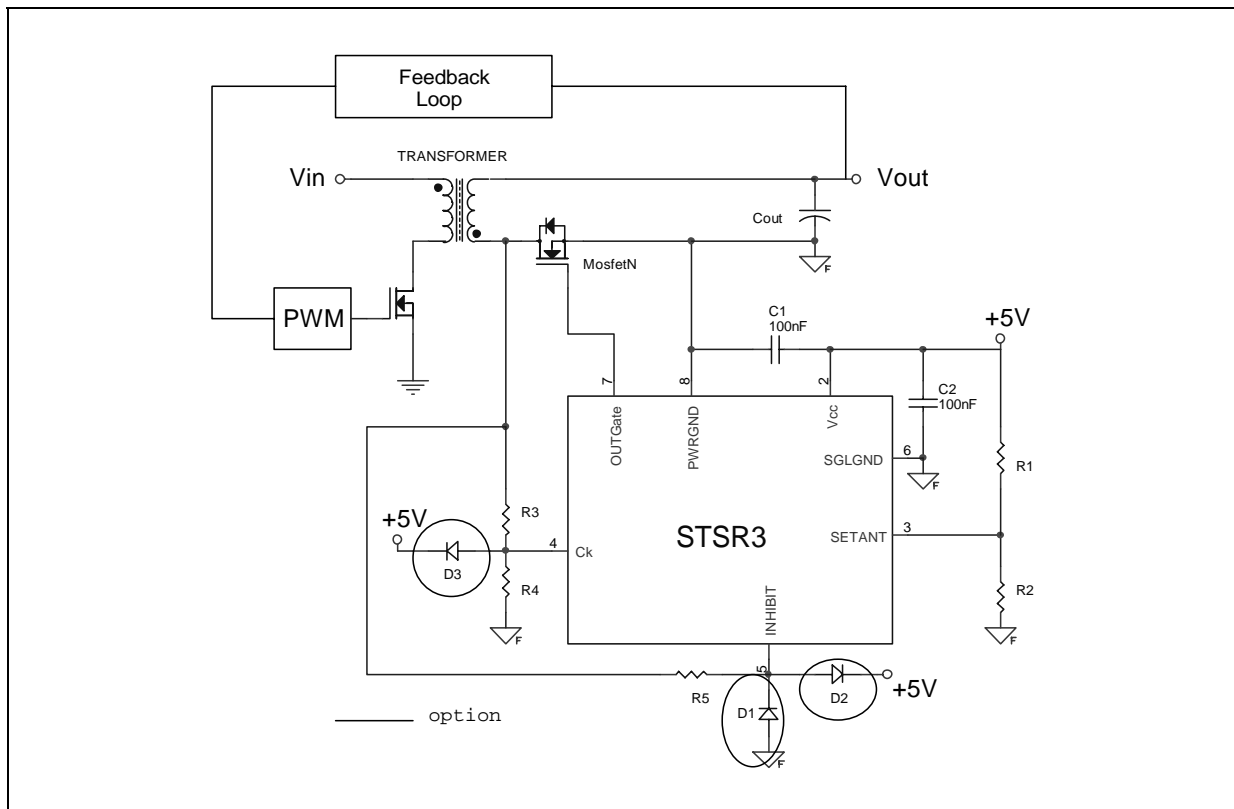 Feedback
Loop
TRANSFORMER
Vin
Vout
Cout
F
MosfetN
PWM
C1
100nF
+5V
7
8
2
C2
100nF
OUTGate
PWRGND
Vcc
SGLGND
6
F
R1
R3
+5V
STSR3
SETANT
3
4
Ck
D3
R4
R2
INHIBIT
F
F
5
R5
D2
+5V
D1
option
F